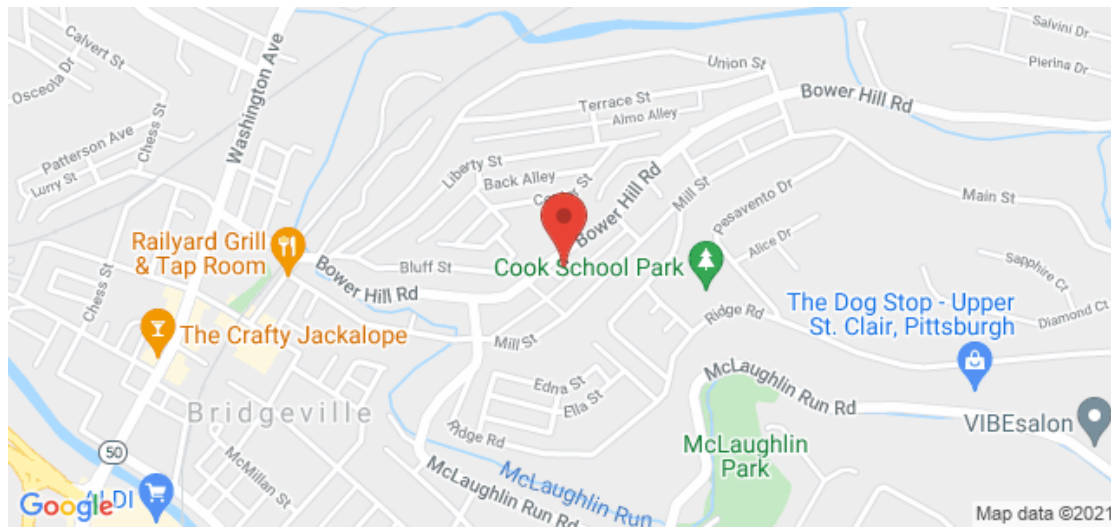 Calvert St
Osceola Dr
Washington Ave
Chess St
Patterson Ave
Lurry St
Salvini Dr
Pierina Dr
Union St
Terrace St
Almo Alley
Bower Hill Rd
Liberty St
Back Alley
Bower Hill Rd
Mill St
Pesavento Dr
Alice Dr
Main St
Sapphire Ct
Diamond Ct
Railyard Grill
& Tap Room
Bluff St
Bower Hill Rd
Cook School Park
Chess St
The Crafty Jackalope
Mill St
Ridge Rd
The Dog Stop - Upper
St. Clair, Pittsburgh
Edna St
Ella St
McLaughlin Run Rd
Bridgeville
Ridge Rd
VIBEsalon
McLaughlin
Park
50
McMillan St
McLaughlin Run Rd
McLaughlin Run
Google
Map data ©2021